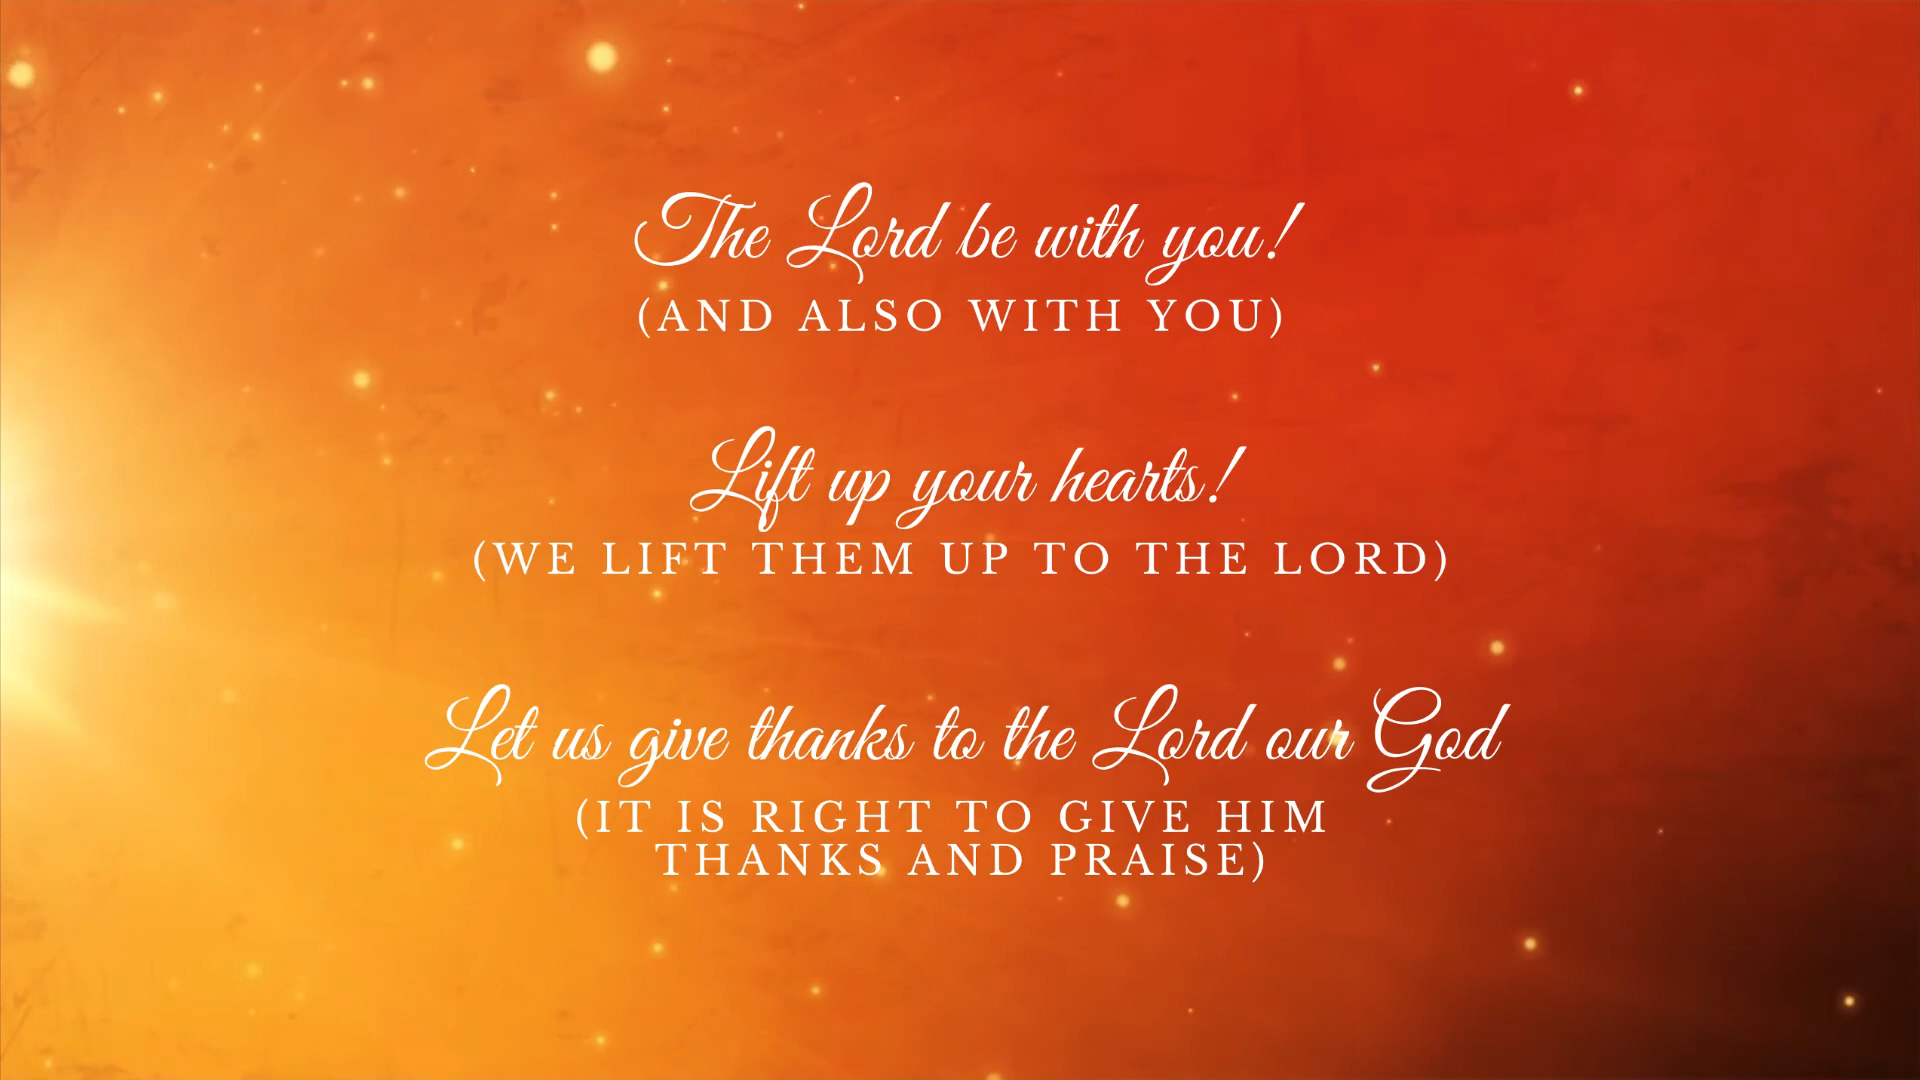 The Lord be with you!
(AND ALSO WITH YOU)
Lift up your hearts!
(WE LIFT THEM UP TO THE LORD)
Let us give thanks to the Lord our God
(IT IS RIGHT TO GIVE HIM
THANKS AND PRAISE)